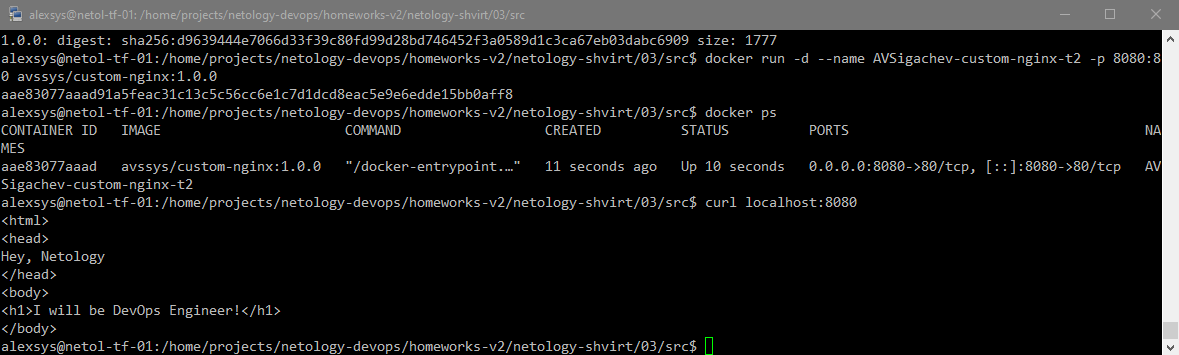 alexsys@netol-tf-01: /home/projects/netology-devops/homeworks-v2/netology-shvirt/03/src
1.0.0: digest: sha256:d9639444e7066d33f39c80fd99d28bd746452f3a0589d1c3ca67eb03dabc6909 size: 1777
alexsys@netol-tf-01:/home/projects/netology-devops/homeworks-v2/netology-shvirt/03/src$ docker run -d --name AVSigachev-custom-nginx-t2 -p 8080:8
0 avssys/custom-nginx:1.0.0
aae83077aaad91a5feac31c13c5c56cc6e1c7d1dcd8eac5e9e6edde15bb0aff8
alexsys@netol-tf-01:/home/projects/netology-devops/homeworks-v2/netology-shvirt/03/src$ docker ps
CONTAINER ID   IMAGE                       COMMAND                  CREATED          STATUS          PORTS                                     NA
MES
aae83077aaad   avssys/custom-nginx:1.0.0   "/docker-entrypoint.…"   11 seconds ago   Up 10 seconds   0.0.0.0:8080->80/tcp, [::]:8080->80/tcp   AV
Sigachev-custom-nginx-t2
alexsys@netol-tf-01:/home/projects/netology-devops/homeworks-v2/netology-shvirt/03/src$ curl localhost:8080
<html>
<head>
Hey, Netology
</head>
<body>
<h1>I will be DevOps Engineer!</h1>
</body>
alexsys@netol-tf-01:/home/projects/netology-devops/homeworks-v2/netology-shvirt/03/src$